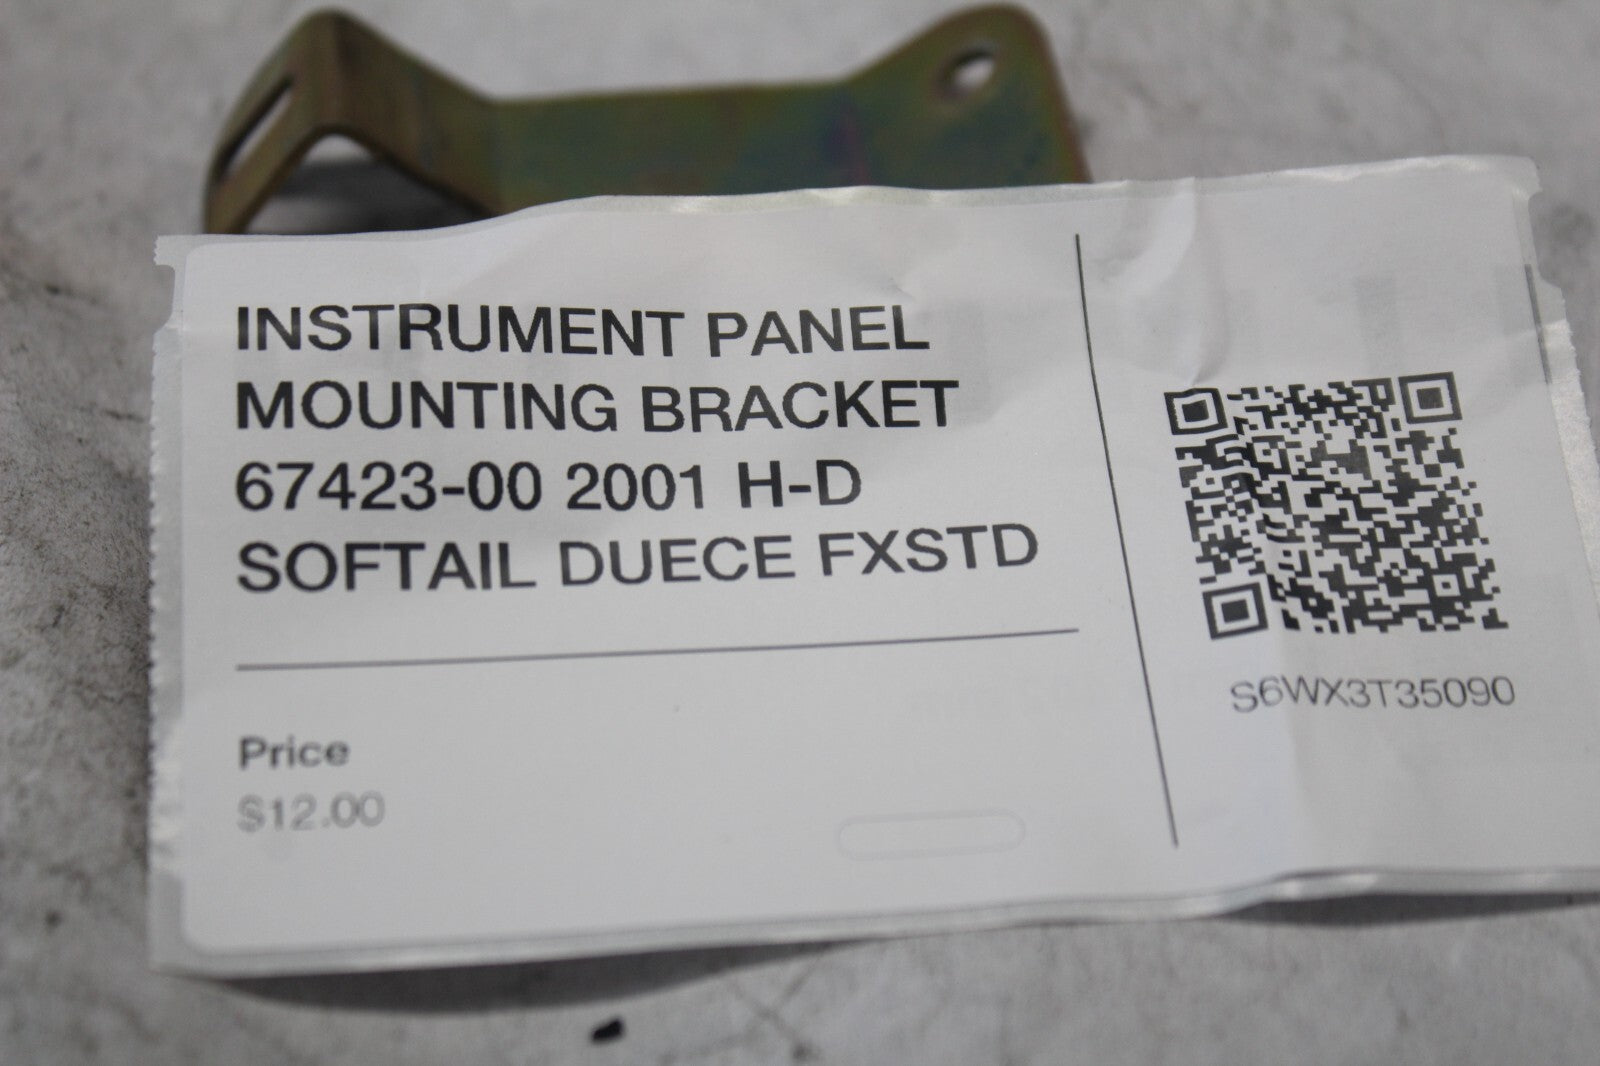 INSTRUMENT PANEL
MOUNTING BRACKET
67423-00 2001 H-D
SOFTAIL DUECE FXSTD
Price
$12.00
S6WX3T35090